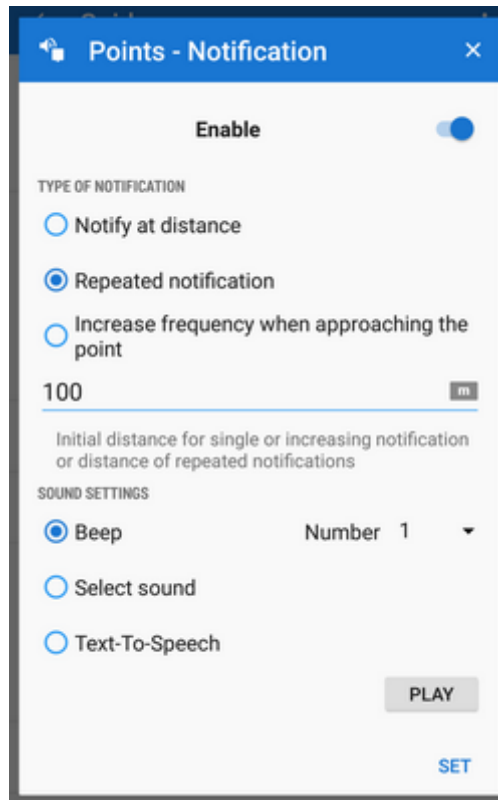 Points - Notification
Enable
TYPE OF NOTIFICATION
Notify at distance
Repeated notification
Increase frequency when approaching the
point
100 m
Initial distance for single or increasing notification
or distance of repeated notifications
SOUND SETTINGS
Beep Number 1
Select sound
Text-To-Speech
PLAY
SET